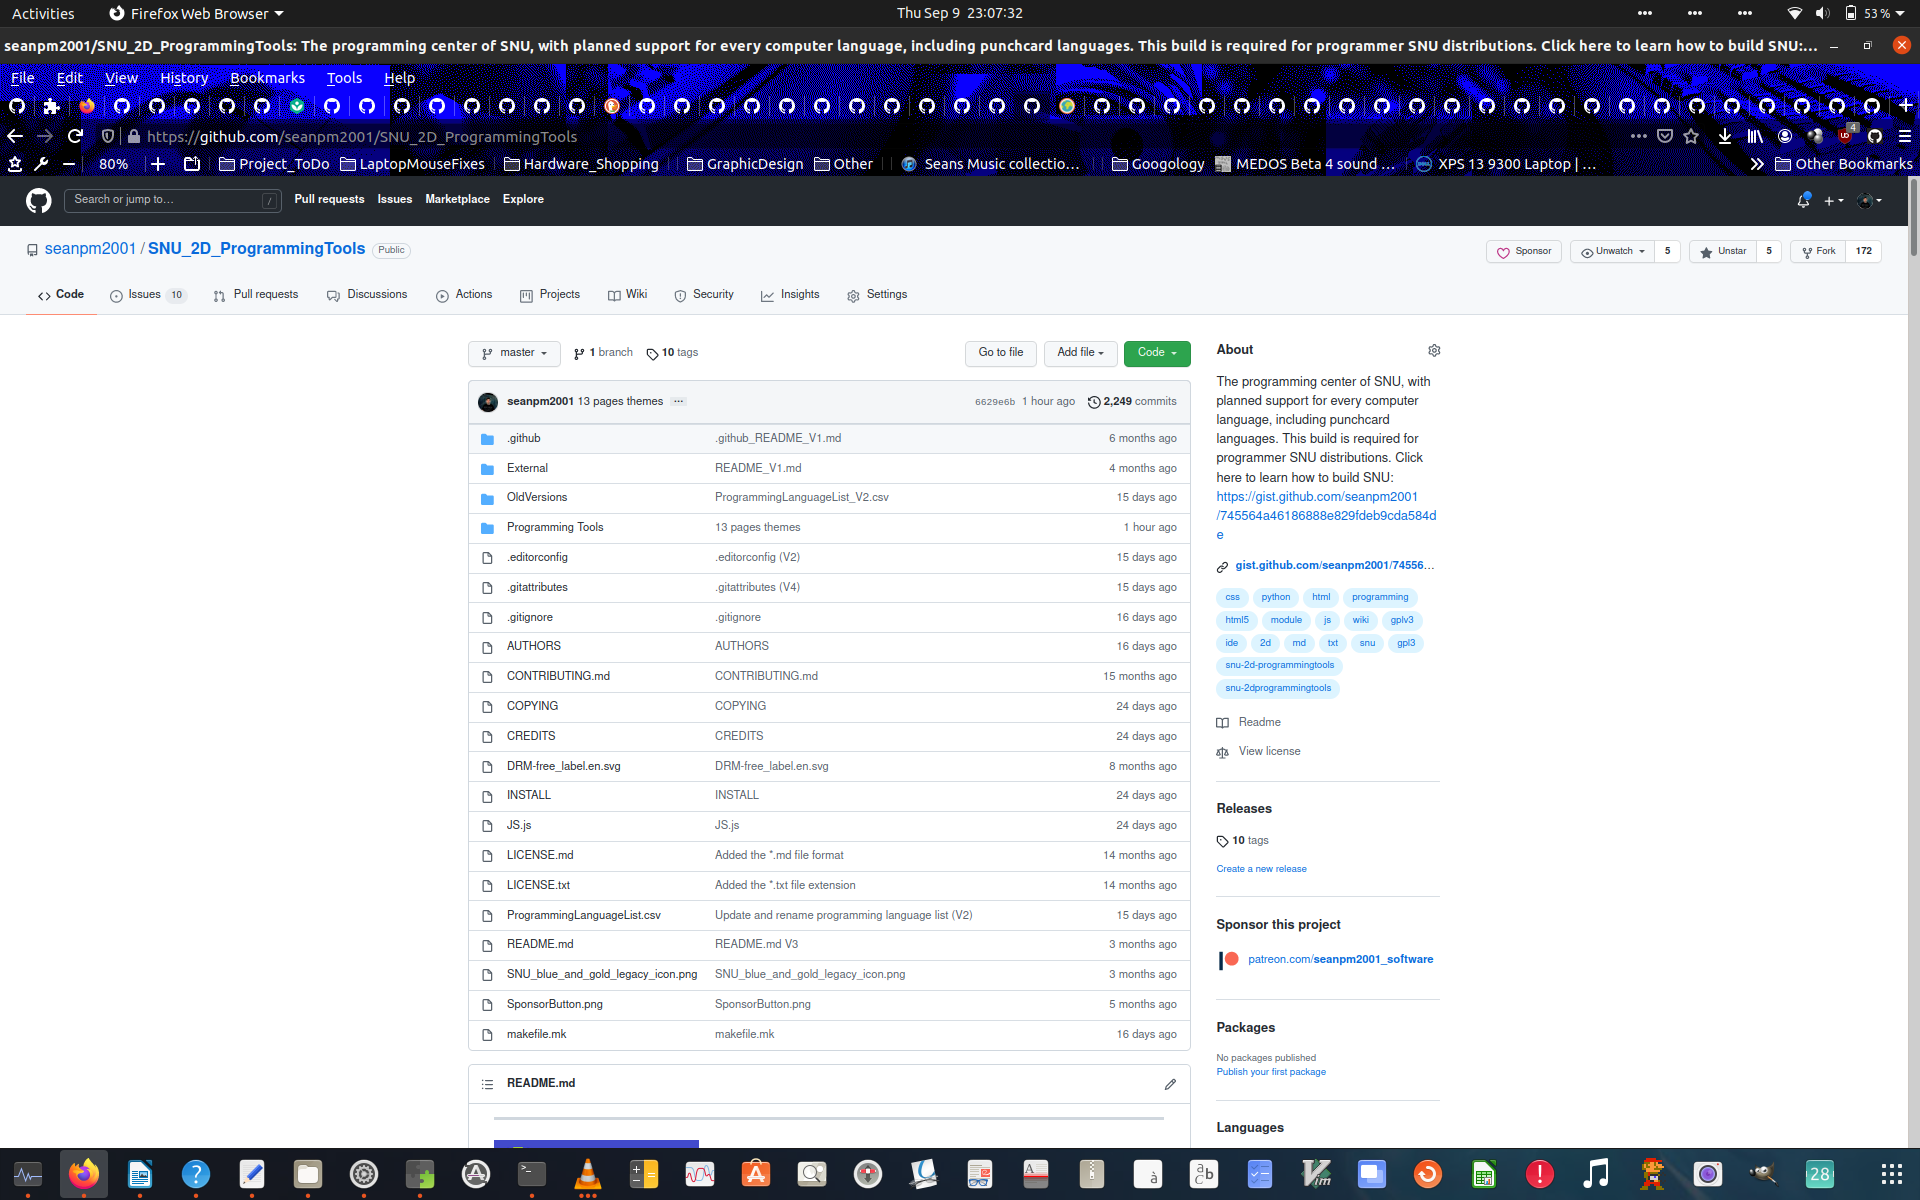 Activities Firefox Web Browser Thu Sep 9 23:07:32 53 %
seanpm2001/SNU_2D_ProgrammingTools: The programming center of SNU, with planned support for every computer language, including punchcard languages. This build is required for programmer SNU distributions. Click here to learn how to build SNU:...
File Edit View History Bookmarks Tools Help
https://github.com/seanpm2001/SNU_2D_ProgrammingTools 4
80% Project_ToDo LaptopMouseFixes Hardware_Shopping GraphicDesign Other Seans Music collectio... Googology MEDOS Beta 4 sound ... XPS 13 9300 Laptop | ... Other Bookmarks
Search or jump to... / Pull requests Issues Marketplace Explore
seanpm2001 / SNU_2D_ProgrammingTools Public Sponsor Unwatch 5 Unstar 5 Fork 172
Code Issues 10 Pull requests Discussions Actions Projects Wiki Security Insights Settings
master 1 branch 10 tags Go to file Add file Code
seanpm2001 13 pages themes ... 6629e6b 1 hour ago 2,249 commits
.github .github_README_V1.md 6 months ago
External README_V1.md 4 months ago
OldVersions ProgrammingLanguageList_V2.csv 15 days ago
Programming Tools 13 pages themes 1 hour ago
.editorconfig .editorconfig (V2) 15 days ago
.gitattributes .gitattributes (V4) 15 days ago
.gitignore .gitignore 16 days ago
AUTHORS AUTHORS 16 days ago
CONTRIBUTING.md CONTRIBUTING.md 15 months ago
COPYING COPYING 24 days ago
CREDITS CREDITS 24 days ago
DRM-free_label.en.svg DRM-free_label.en.svg 8 months ago
INSTALL INSTALL 24 days ago
JS.js JS.js 24 days ago
LICENSE.md Added the *.md file format 14 months ago
LICENSE.txt Added the *.txt file extension 14 months ago
ProgrammingLanguageList.csv Update and rename programming language list (V2) 15 days ago
README.md README.md V3 3 months ago
SNU_blue_and_gold_legacy_icon.png SNU_blue_and_gold_legacy_icon.png 3 months ago
SponsorButton.png SponsorButton.png 5 months ago
makefile.mk makefile.mk 16 days ago
README.md
About
The programming center of SNU, with
planned support for every computer
language, including punchcard
languages. This build is required for
programmer SNU distributions. Click
here to learn how to build SNU:
https://gist.github.com/seanpm2001
/745564a46186888e829fdeb9cda584d
e
gist.github.com/seanpm2001/74556...
css python html programming
html5 module js wiki gplv3
ide 2d md txt snu gpl3
snu-2d-programmingtools
snu-2dprogrammingtools
Readme
View license
Releases
10 tags
Create a new release
Sponsor this project
patreon.com/seanpm2001_software
Packages
No packages published
Publish your first package
Languages
28